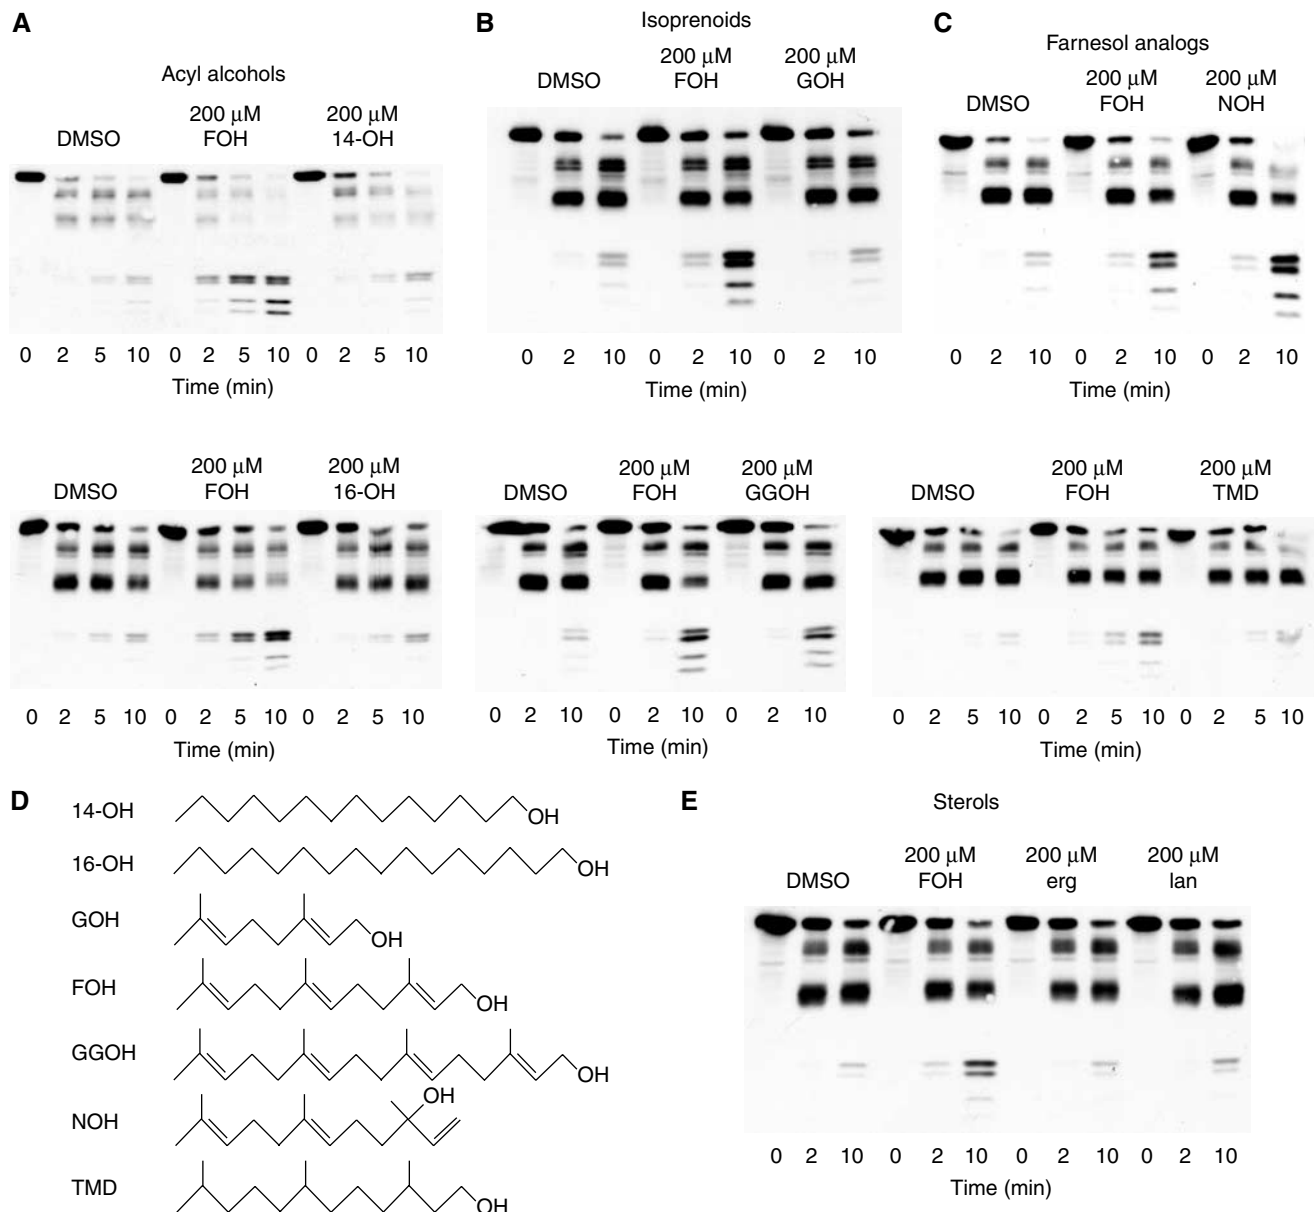 A
Acyl alcohols
DMSO
200 μM FOH
200 μM 14-OH
0 2 5 10 0 2 5 10 0 2 5 10
Time (min)
DMSO
200 μM FOH
200 μM 16-OH
0 2 5 10 0 2 5 10 0 2 5 10
Time (min)
B
Isoprenoids
DMSO
200 μM FOH
200 μM GOH
0 2 10 0 2 10 0 2 10
Time (min)
DMSO
200 μM FOH
200 μM GGOH
0 2 10 0 2 10 0 2 10
Time (min)
C
Farnesol analogs
DMSO
200 μM FOH
200 μM NOH
0 2 10 0 2 10 0 2 10
Time (min)
DMSO
200 μM FOH
200 μM TMD
0 2 5 10 0 2 5 10 0 2 5 10
Time (min)
D
14-OH OH
16-OH OH
GOH OH
FOH OH
GGOH OH
NOH OH
TMD OH
E
Sterols
DMSO
200 μM FOH
200 μM erg
200 μM lan
0 2 10 0 2 10 0 2 10 0 2 10
Time (min)